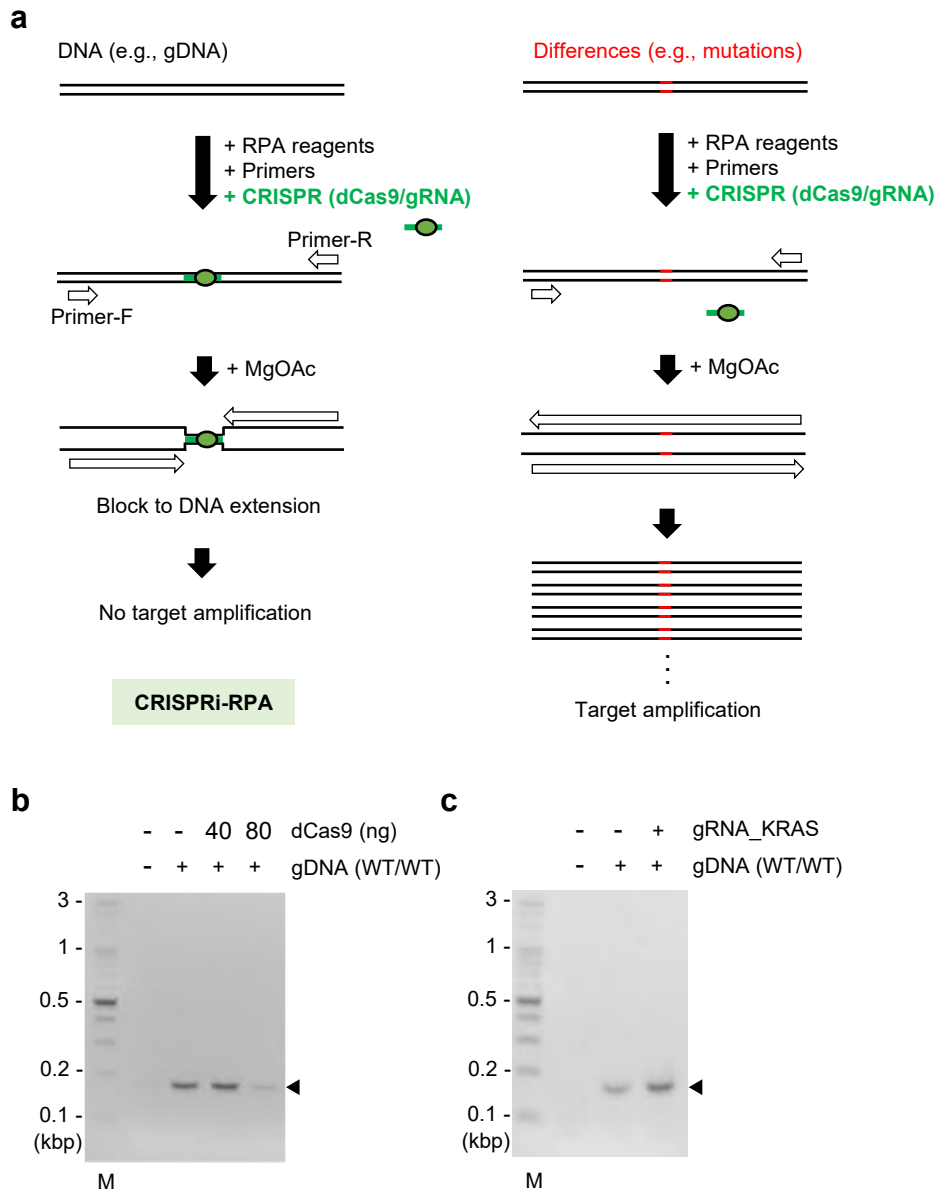 a
DNA (e.g., gDNA)
Differences (e.g., mutations)
+ RPA reagents
+ Primers
+ CRISPR (dCas9/gRNA)
+ RPA reagents
+ Primers
+ CRISPR (dCas9/gRNA)
Primer-R
Primer-F
+ MgOAc
+ MgOAc
Block to DNA extension
No target amplification
CRISPRi-RPA
Target amplification
b
- - 40 80 dCas9 (ng)
- + + + gDNA (WT/WT)
3 -
1 -
0.5 -
0.2 -
0.1 -
(kbp)
M
c
- - + gRNA_KRAS
- + + gDNA (WT/WT)
3 -
1 -
0.5 -
0.2 -
0.1 -
(kbp)
M